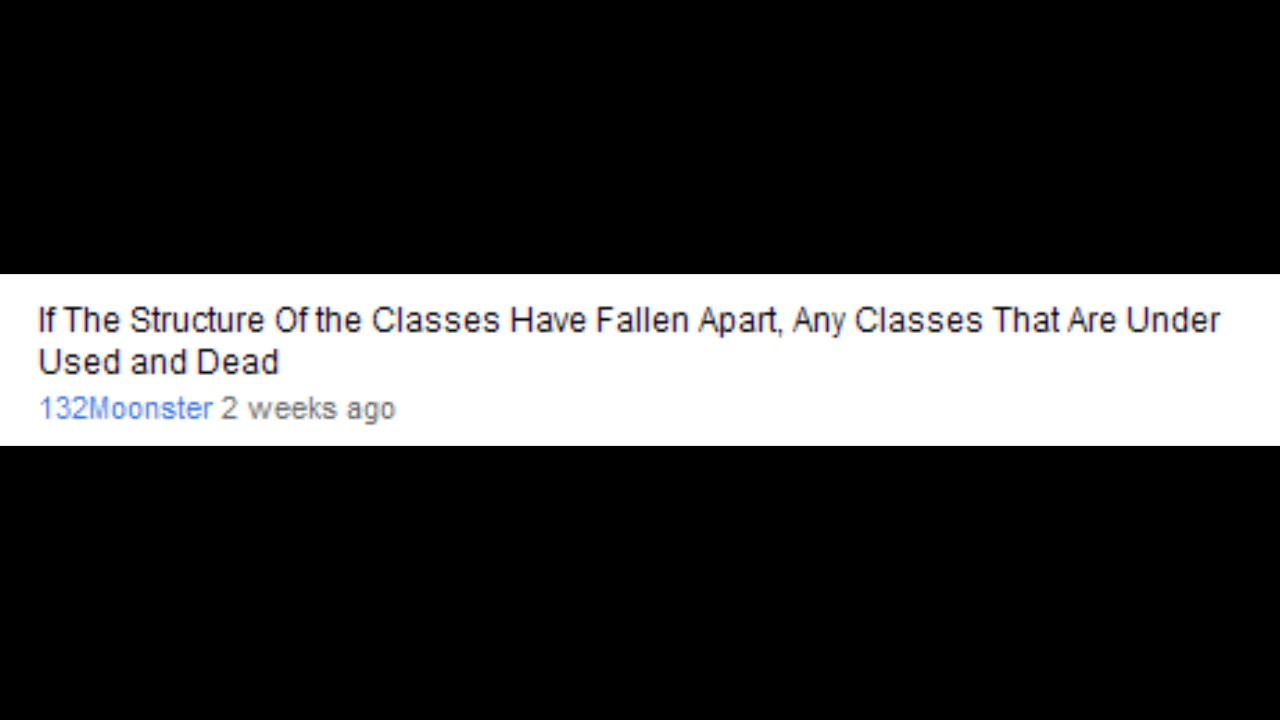 If The Structure Of the Classes Have Fallen Apart, Any Classes That Are Under
Used and Dead
132Moonster 2 weeks ago